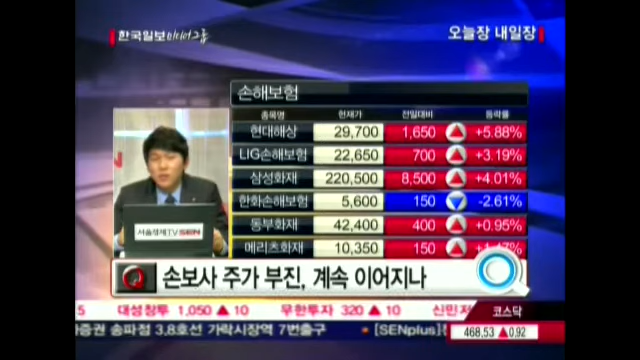 한국일보 미디어그룹
오늘장 내일장
손해보험
종목명 현재가 전일대비 등락률
현대해상 29,700 1,650 ▲ +5.88%
LIG손해보험 22,650 700 ▲ +3.19%
삼성화재 220,500 8,500 ▲ +4.01%
한화손해보험 5,600 150 ▼ -2.61%
동부화재 42,400 400 ▲ +0.95%
메리츠화재 10,350 150 ▲
서울경제TV SEN
손보사 주가 부진, 계속 이어지나
5 대성창투 1,050 ▲ 10 무한투자 320 ▲ 10 신민저 코스닥
증권 송파점 3,8호선 가락시장역 7번출구 • [SENplus] 468,53 ▲0,92